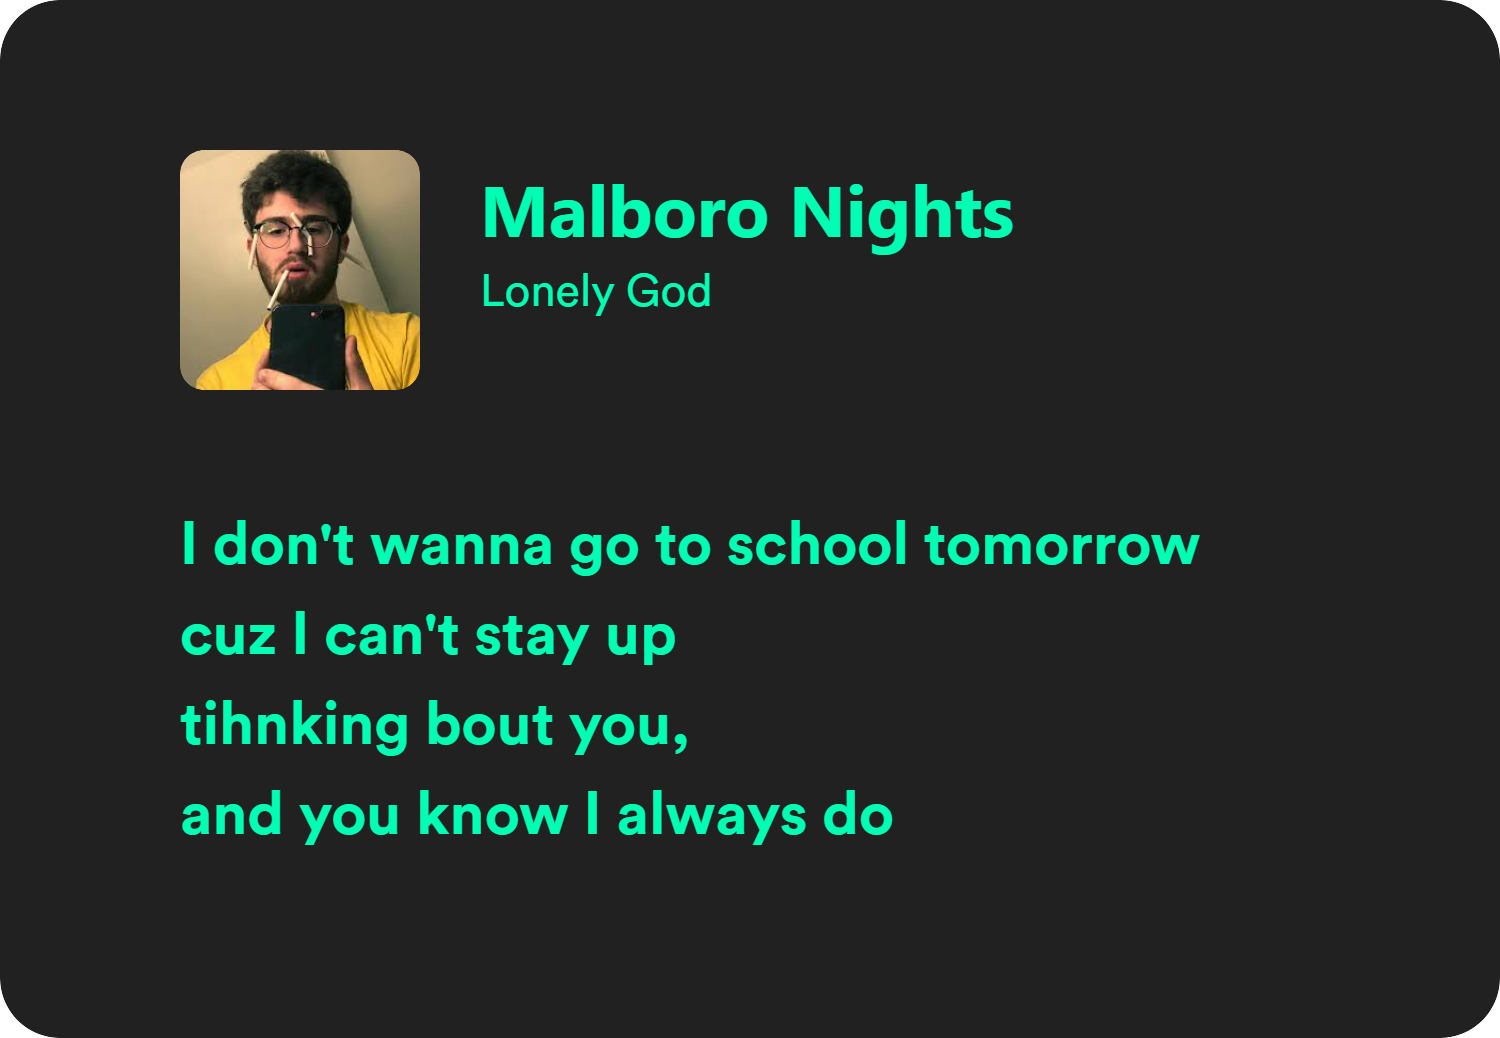 Malboro Nights
Lonely God
I don't wanna go to school tomorrow
cuz I can't stay up
tihnking bout you,
and you know I always do